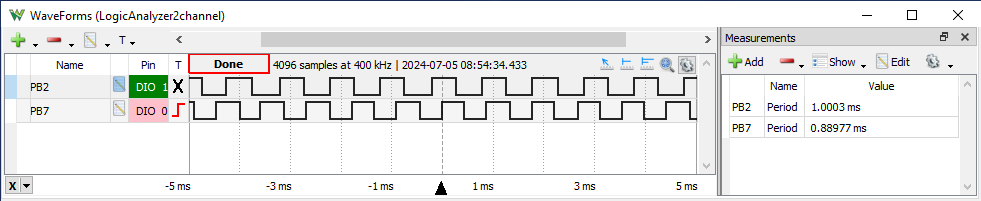 WaveForms (LogicAnalyzer2channel)
T
Measurements
Name Pin T
Done 4096 samples at 400 kHz | 2024-07-05 08:54:34.433
PB2 DIO 1 X
PB7 DIO 0
Add Show Edit
Name Value
PB2 Period 1.0003 ms
PB7 Period 0.88977 ms
X -5 ms -3 ms -1 ms 1 ms 3 ms 5 ms